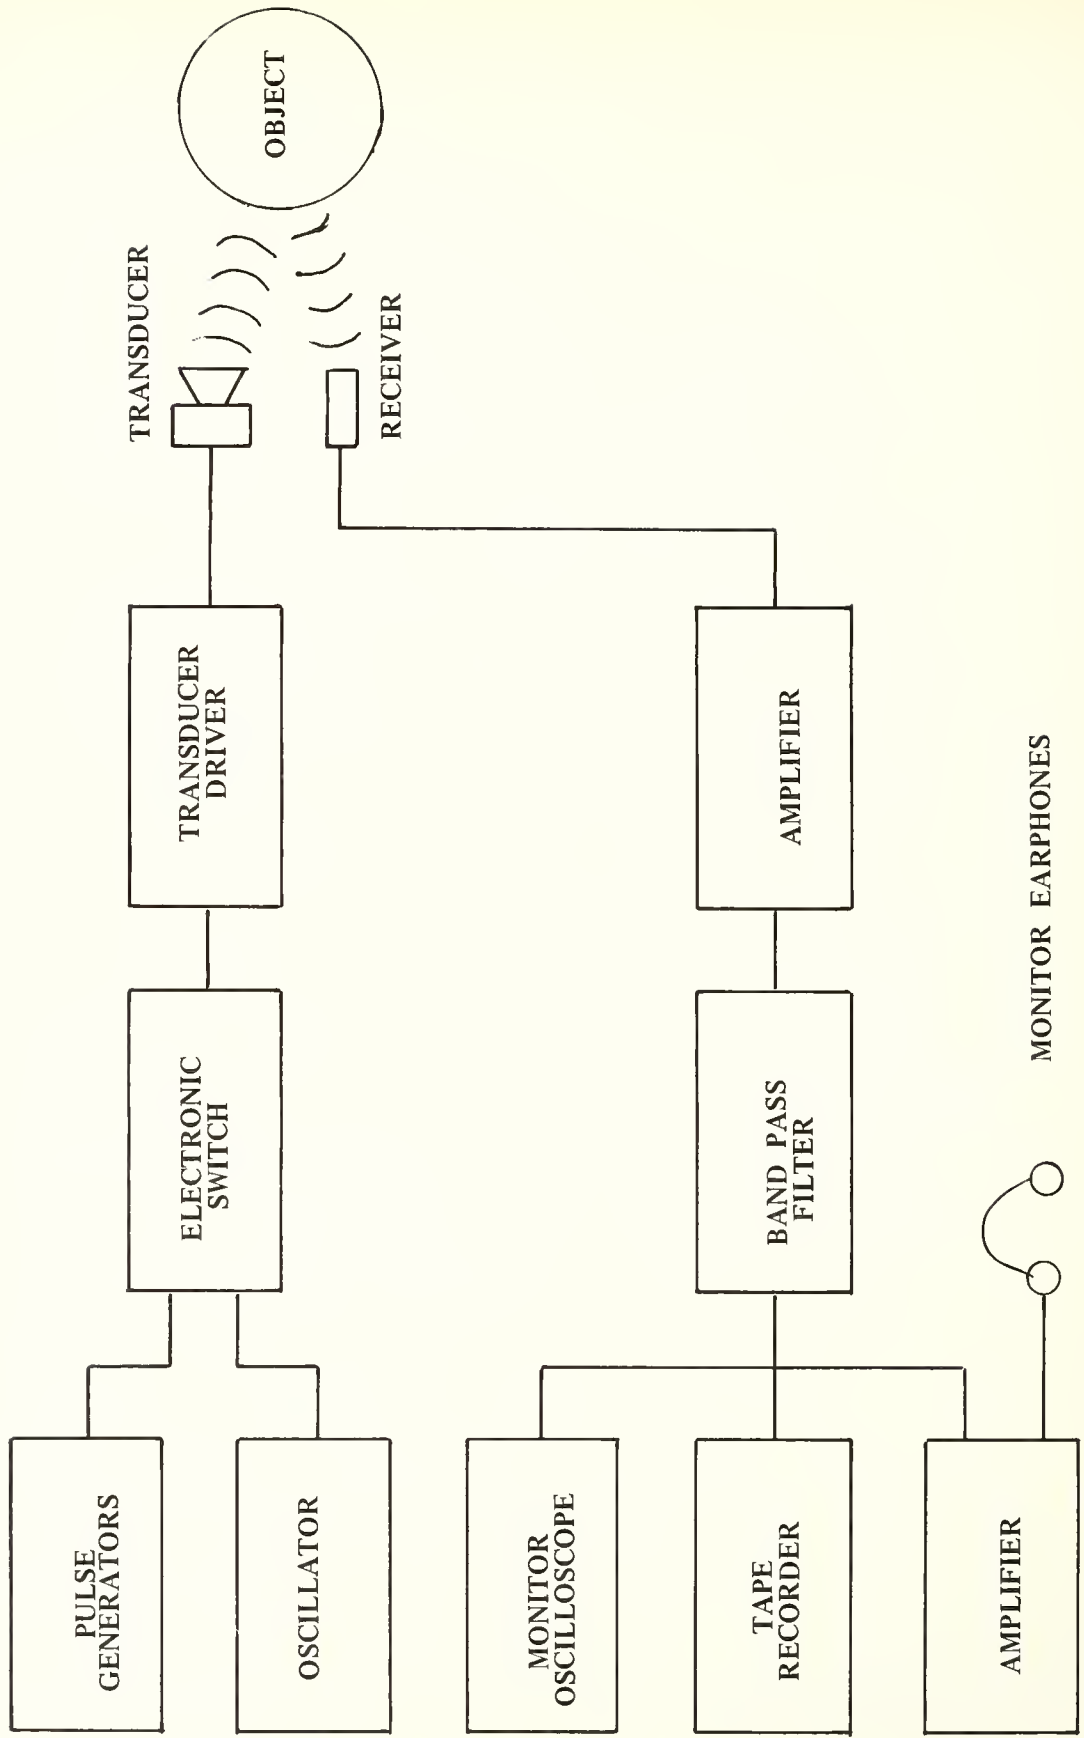 PULSE
GENERATORS
OSCILLATOR
ELECTRONIC
SWITCH
TRANSDUCER
DRIVER
TRANSDUCER
OBJECT
RECEIVER
MONITOR
OSCILLOSCOPE
TAPE
RECORDER
AMPLIFIER
BAND PASS
FILTER
AMPLIFIER
MONITOR EARPHONES